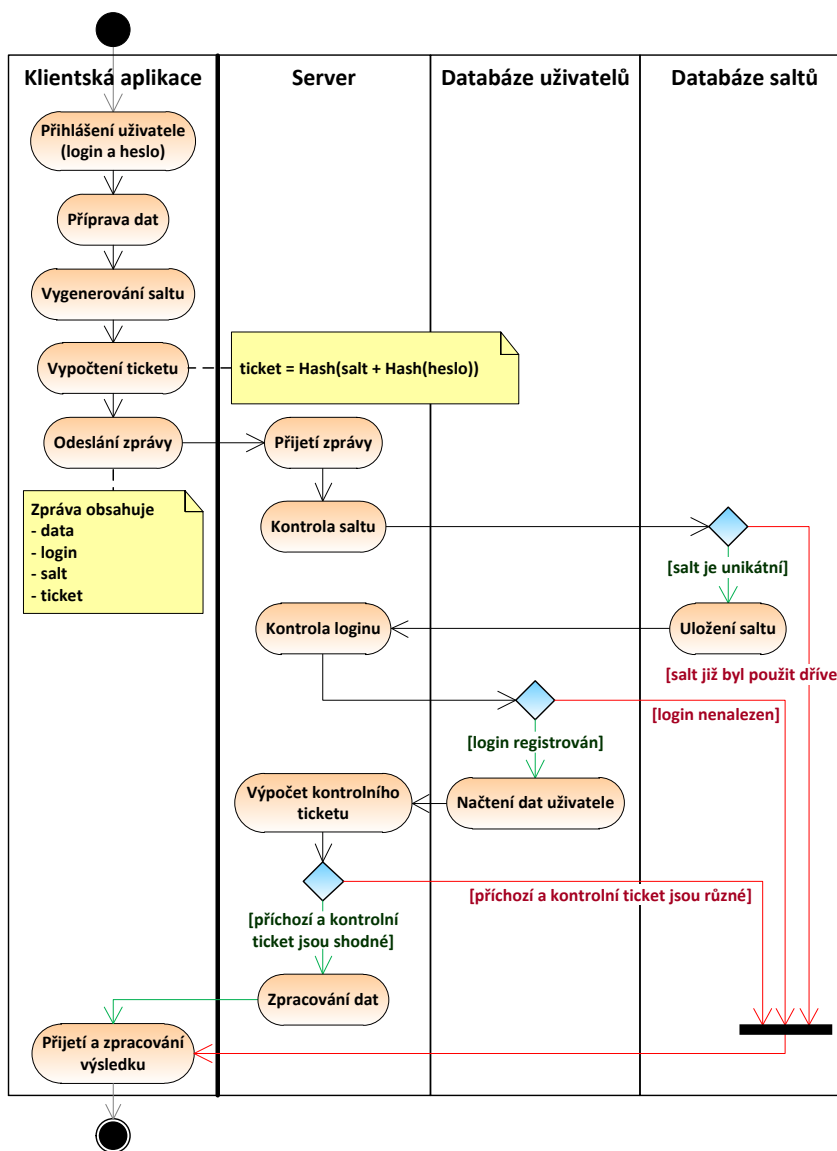 Klientská aplikace
Server
Databáze uživatelů
Databáze saltů
Přihlášení uživatele
(login a heslo)
Příprava dat
Vygenerování saltu
Vypočtení ticketu
ticket = Hash(salt + Hash(heslo))
Odeslání zprávy
Přijetí zprávy
Zpráva obsahuje
- data
- login
- salt
- ticket
Kontrola saltu
[salt je unikátní]
Kontrola loginu
Uložení saltu
[salt již byl použit dříve
[login nenalezen]
[login registrován]
Výpočet kontrolního
ticketu
Načtení dat uživatele
[příchozí a kontrolní ticket jsou různé]
[příchozí a kontrolní
ticket jsou shodné]
Zpracování dat
Přijetí a zpracování
výsledku